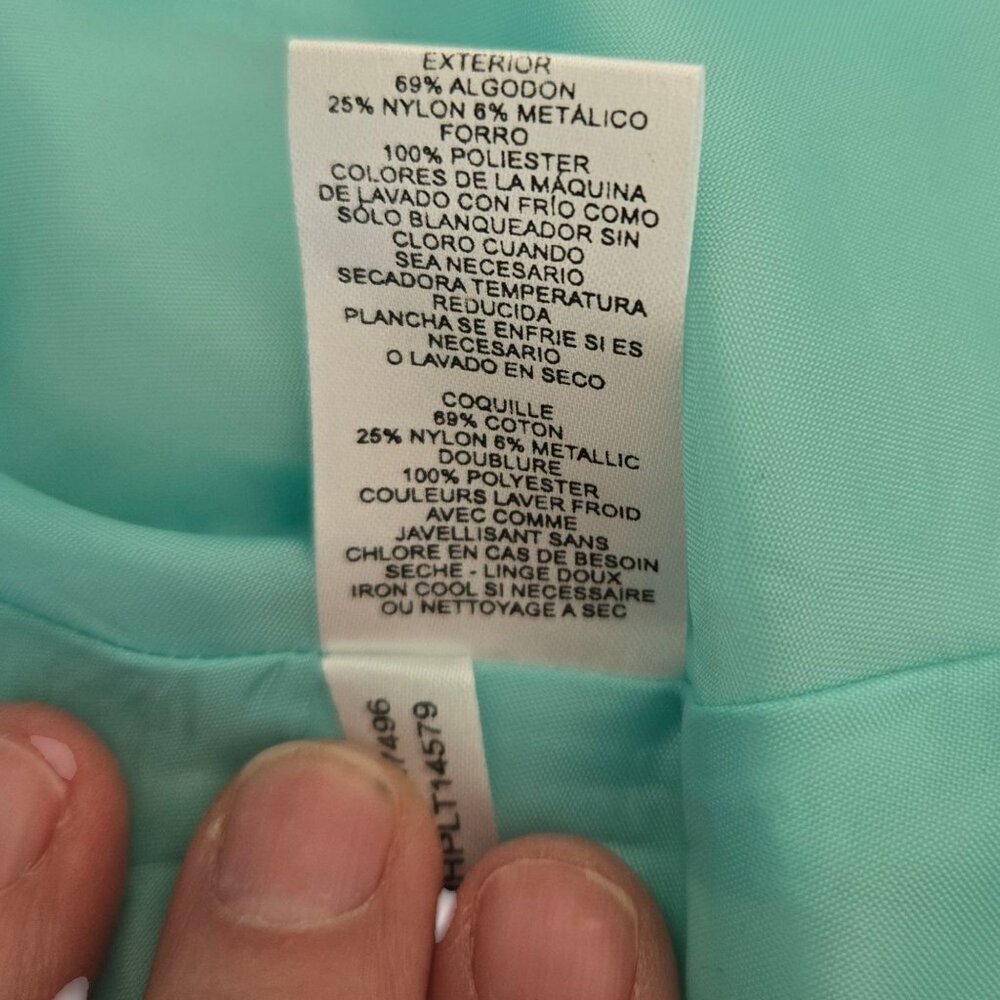 EXTERIOR
69% ALGODON
25% NYLON 6% METÁLICO
FORRO
100% POLIESTER
COLORES DE LA MÁQUINA
DE LAVADO CON FRÍO COMO
SÓLO BLANQUEADOR SIN
CLORO CUANDO
SEA NECESARIO
SECADORA TEMPERATURA
REDUCIDA
PLANCHA SE ENFRIE SI ES
NECESARIO
O LAVADO EN SECO
COQUILLE
69% COTON
25% NYLON 6% METALLIC
DOUBLURE
100% POLYESTER
COULEURS LAVER FROID
AVEC COMME
JAVELLISANT SANS
CHLORE EN CAS DE BESOIN
SECHE - LINGE DOUX
IRON COOL SI NECESSAIRE
OU NETTOYAGE A SEC
7496
HPLT14579